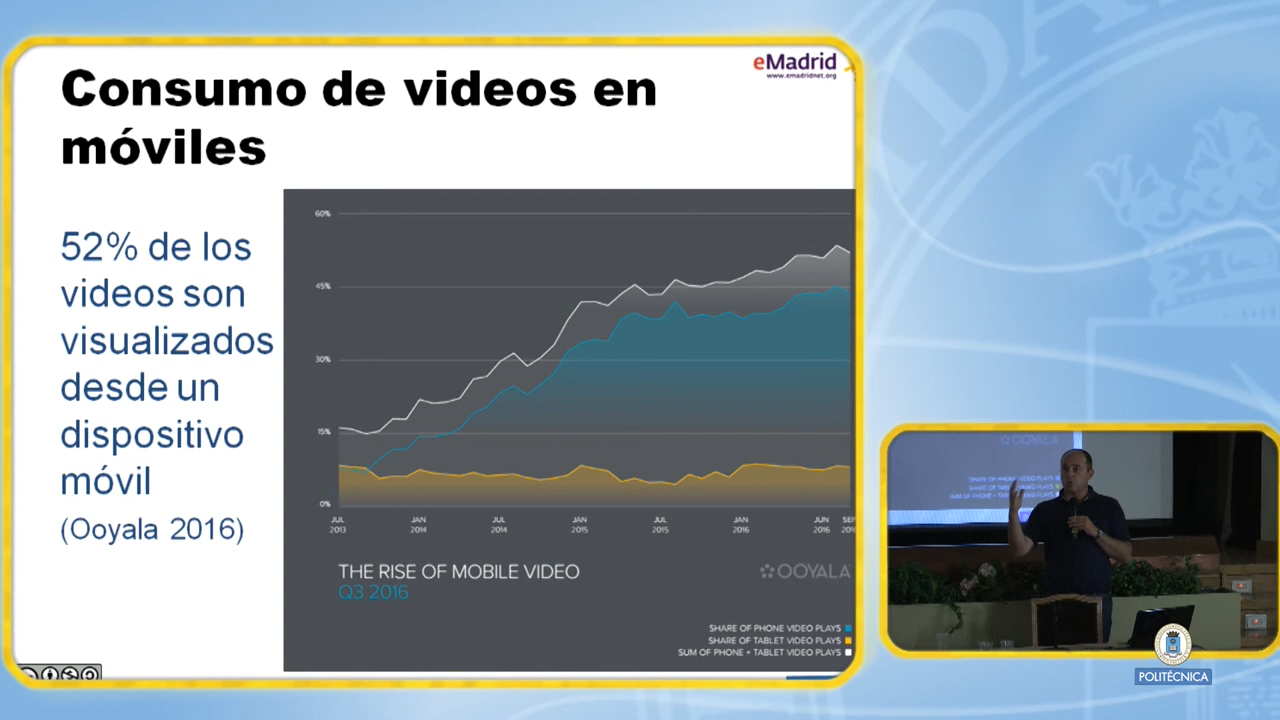 Consumo de videos en
móviles
eMadrid
www.emadridnet.org
52% de los
videos son
visualizados
desde un
dispositivo
móvil
(Ooyala 2016)
60%
45%
30%
15%
0%
JUL JAN JUL JAN JUL JAN JUN
2013 2014 2014 2015 2015 2016 2016
THE RISE OF MOBILE VIDEO
Q3 2016
OOYALA
SHARE OF PHONE VIDEO PLAYS
SHARE OF TABLET VIDEO PLAYS
SUM OF PHONE + TABLET VIDEO PLAYS
OOYALA
POLITÉCNICA